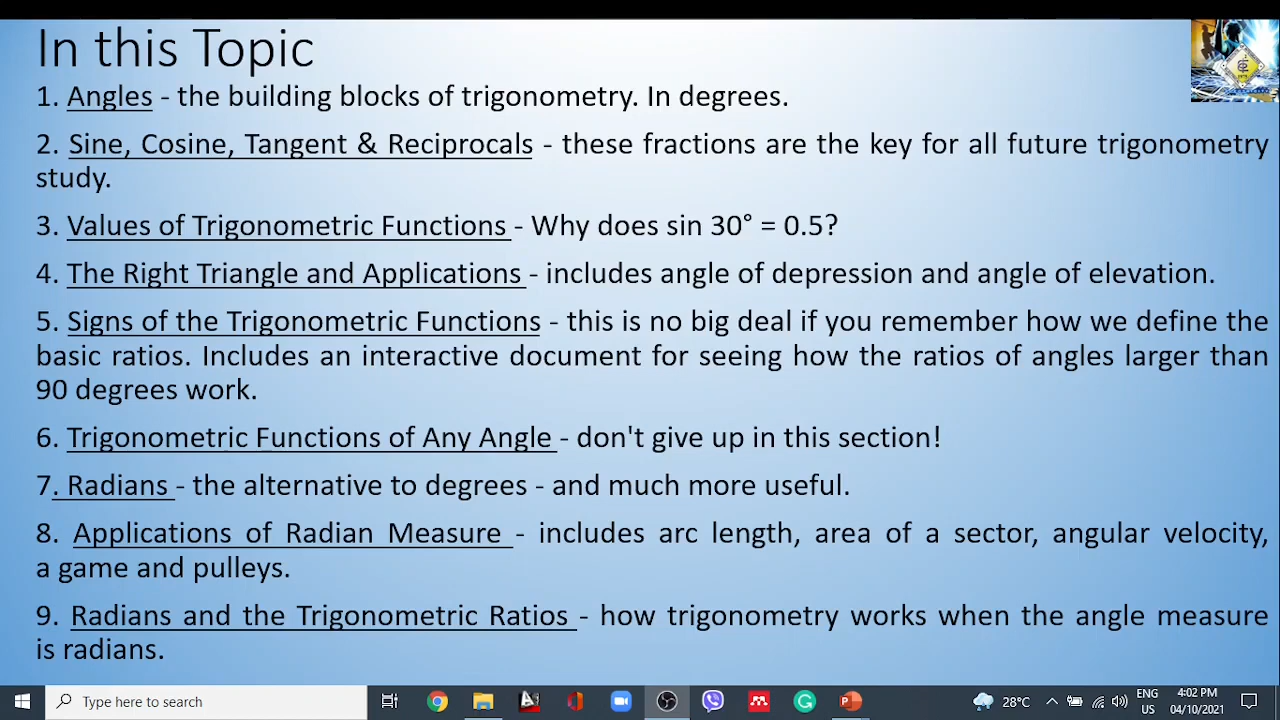 In this Topic
1. Angles - the building blocks of trigonometry. In degrees.
2. Sine, Cosine, Tangent & Reciprocals - these fractions are the key for all future trigonometry
study.
3. Values of Trigonometric Functions - Why does sin 30° = 0.5?
4. The Right Triangle and Applications - includes angle of depression and angle of elevation.
5. Signs of the Trigonometric Functions - this is no big deal if you remember how we define the
basic ratios. Includes an interactive document for seeing how the ratios of angles larger than
90 degrees work.
6. Trigonometric Functions of Any Angle - don't give up in this section!
7. Radians - the alternative to degrees - and much more useful.
8. Applications of Radian Measure - includes arc length, area of a sector, angular velocity,
a game and pulleys.
9. Radians and the Trigonometric Ratios - how trigonometry works when the angle measure
is radians.
Type here to search
28°C
ENG
US
4:02 PM
04/10/2021